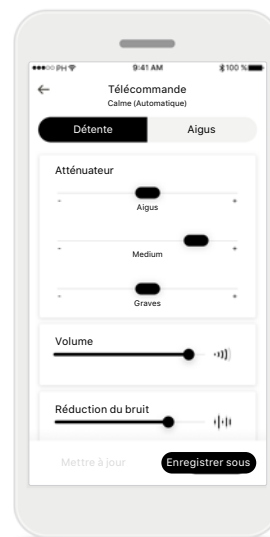 ●●●○○ PH 9:41 AM 100 %
Télécommande
Calme (Automatique)
Détente Aigus
Atténuateur
- +
Aigus
- +
Medium
- +
Graves
Volume
Réduction du bruit
Mettre à jour Enregistrer sous